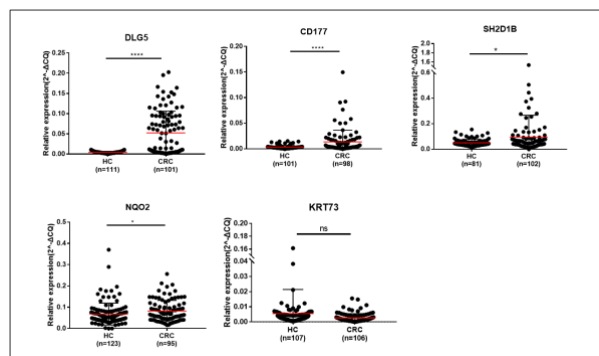 DLG5
Relative expression(2^-ΔCQ)
0.25
0.20
0.15
0.10
0.05
0.00
****
HC
(n=111)
CRC
(n=101)
CD177
Relative expression(2^-ΔCQ)
0.20
0.15
0.10
0.05
0.00
****
HC
(n=101)
CRC
(n=98)
SH2D1B
Relative expression(2^-ΔCQ)
2.0
1.8
1.6
0.6
0.4
0.2
0.0
*
HC
(n=81)
CRC
(n=102)
NQO2
Relative expression(2^-ΔCQ)
0.5
0.4
0.3
0.2
0.1
0.0
*
HC
(n=123)
CRC
(n=95)
KRT73
Relative expression(2^-ΔCQ)
0.20
0.18
0.16
0.14
0.12
0.04
0.03
0.02
0.01
0.00
ns
HC
(n=107)
CRC
(n=106)